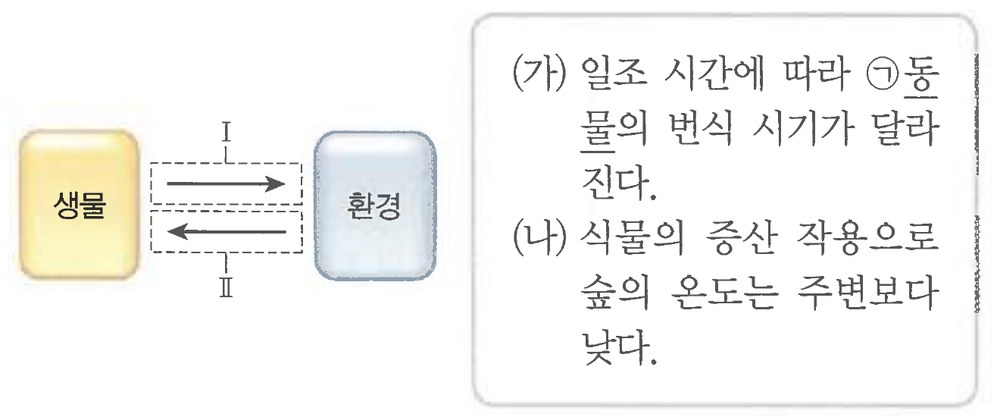 Ⅰ
생물
환경
Ⅱ
(가) 일조 시간에 따라 ㉠동
물의 번식 시기가 달라
진다.
(나) 식물의 증산 작용으로
숲의 온도는 주변보다
낮다.